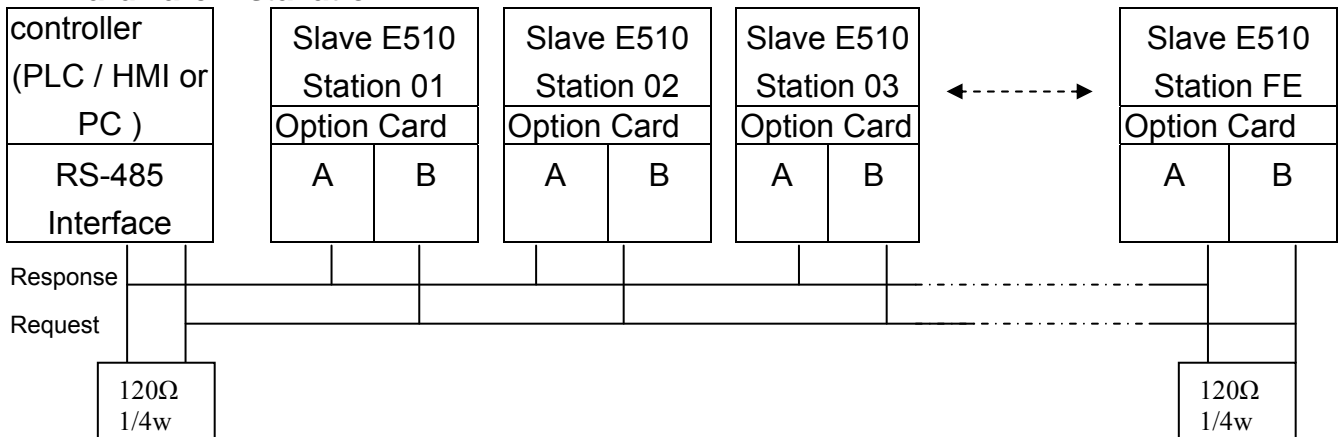 controller
(PLC / HMI or
PC )
RS-485
Interface
Slave E510
Station 01
Option Card
A B
Slave E510
Station 02
Option Card
A B
Slave E510
Station 03
Option Card
A B
Slave E510
Station FE
Option Card
A B
Response
Request
120Ω
1/4w
120Ω
1/4w